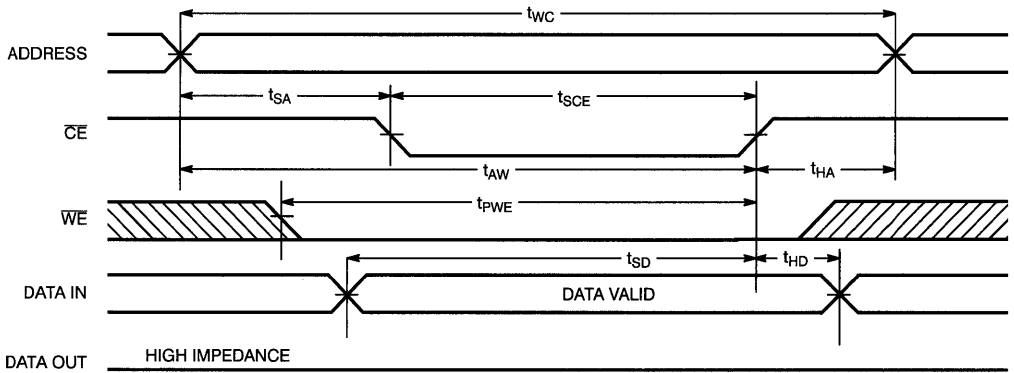 tWC
ADDRESS
tSA
tSCE
CE
tAW
tHA
WE
tPWE
tSD
tHD
DATA IN
DATA VALID
DATA OUT
HIGH IMPEDANCE